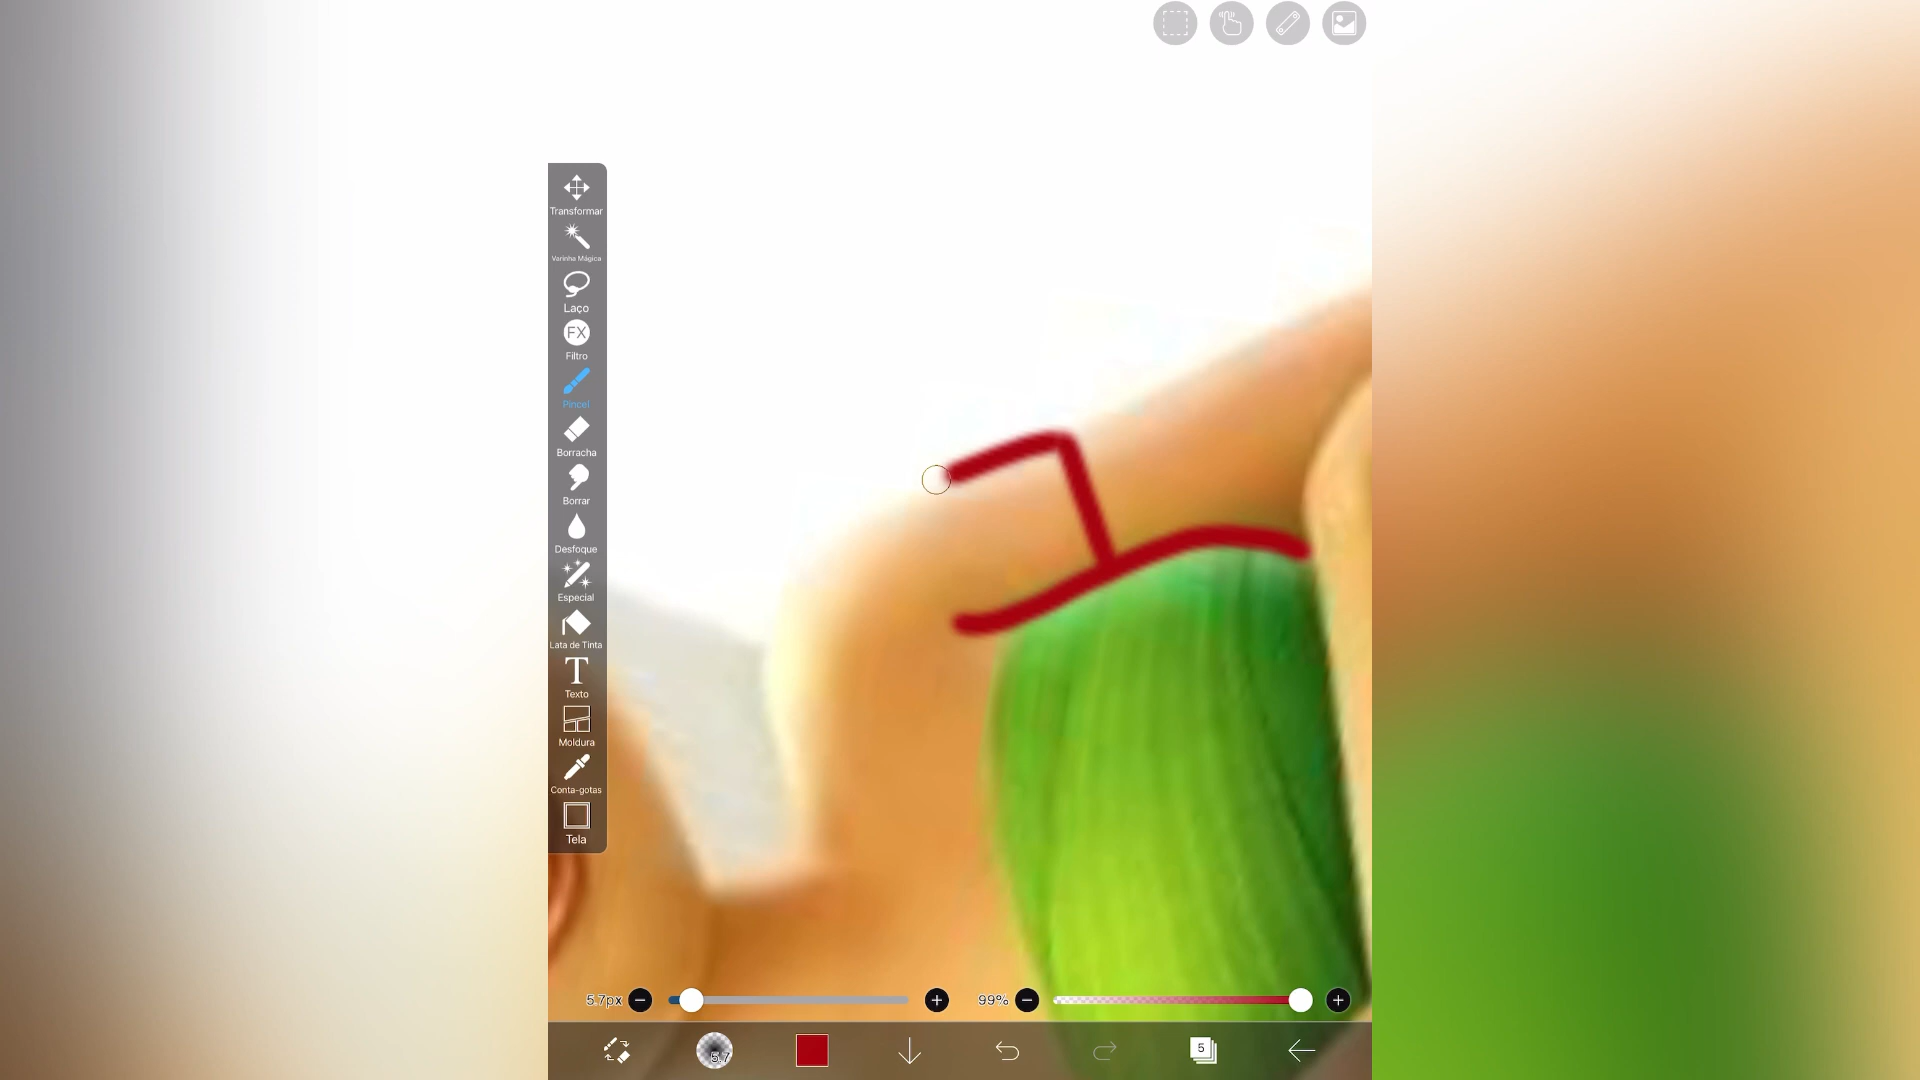 Transformar
Varinha Mágica
Laço
FX
Filtro
Pincel
Borracha
Borrar
Desfoque
Especial
Lata de Tinta
T
Texto
Moldura
Conta-gotas
Tela
5.7px
99%
5.7
5